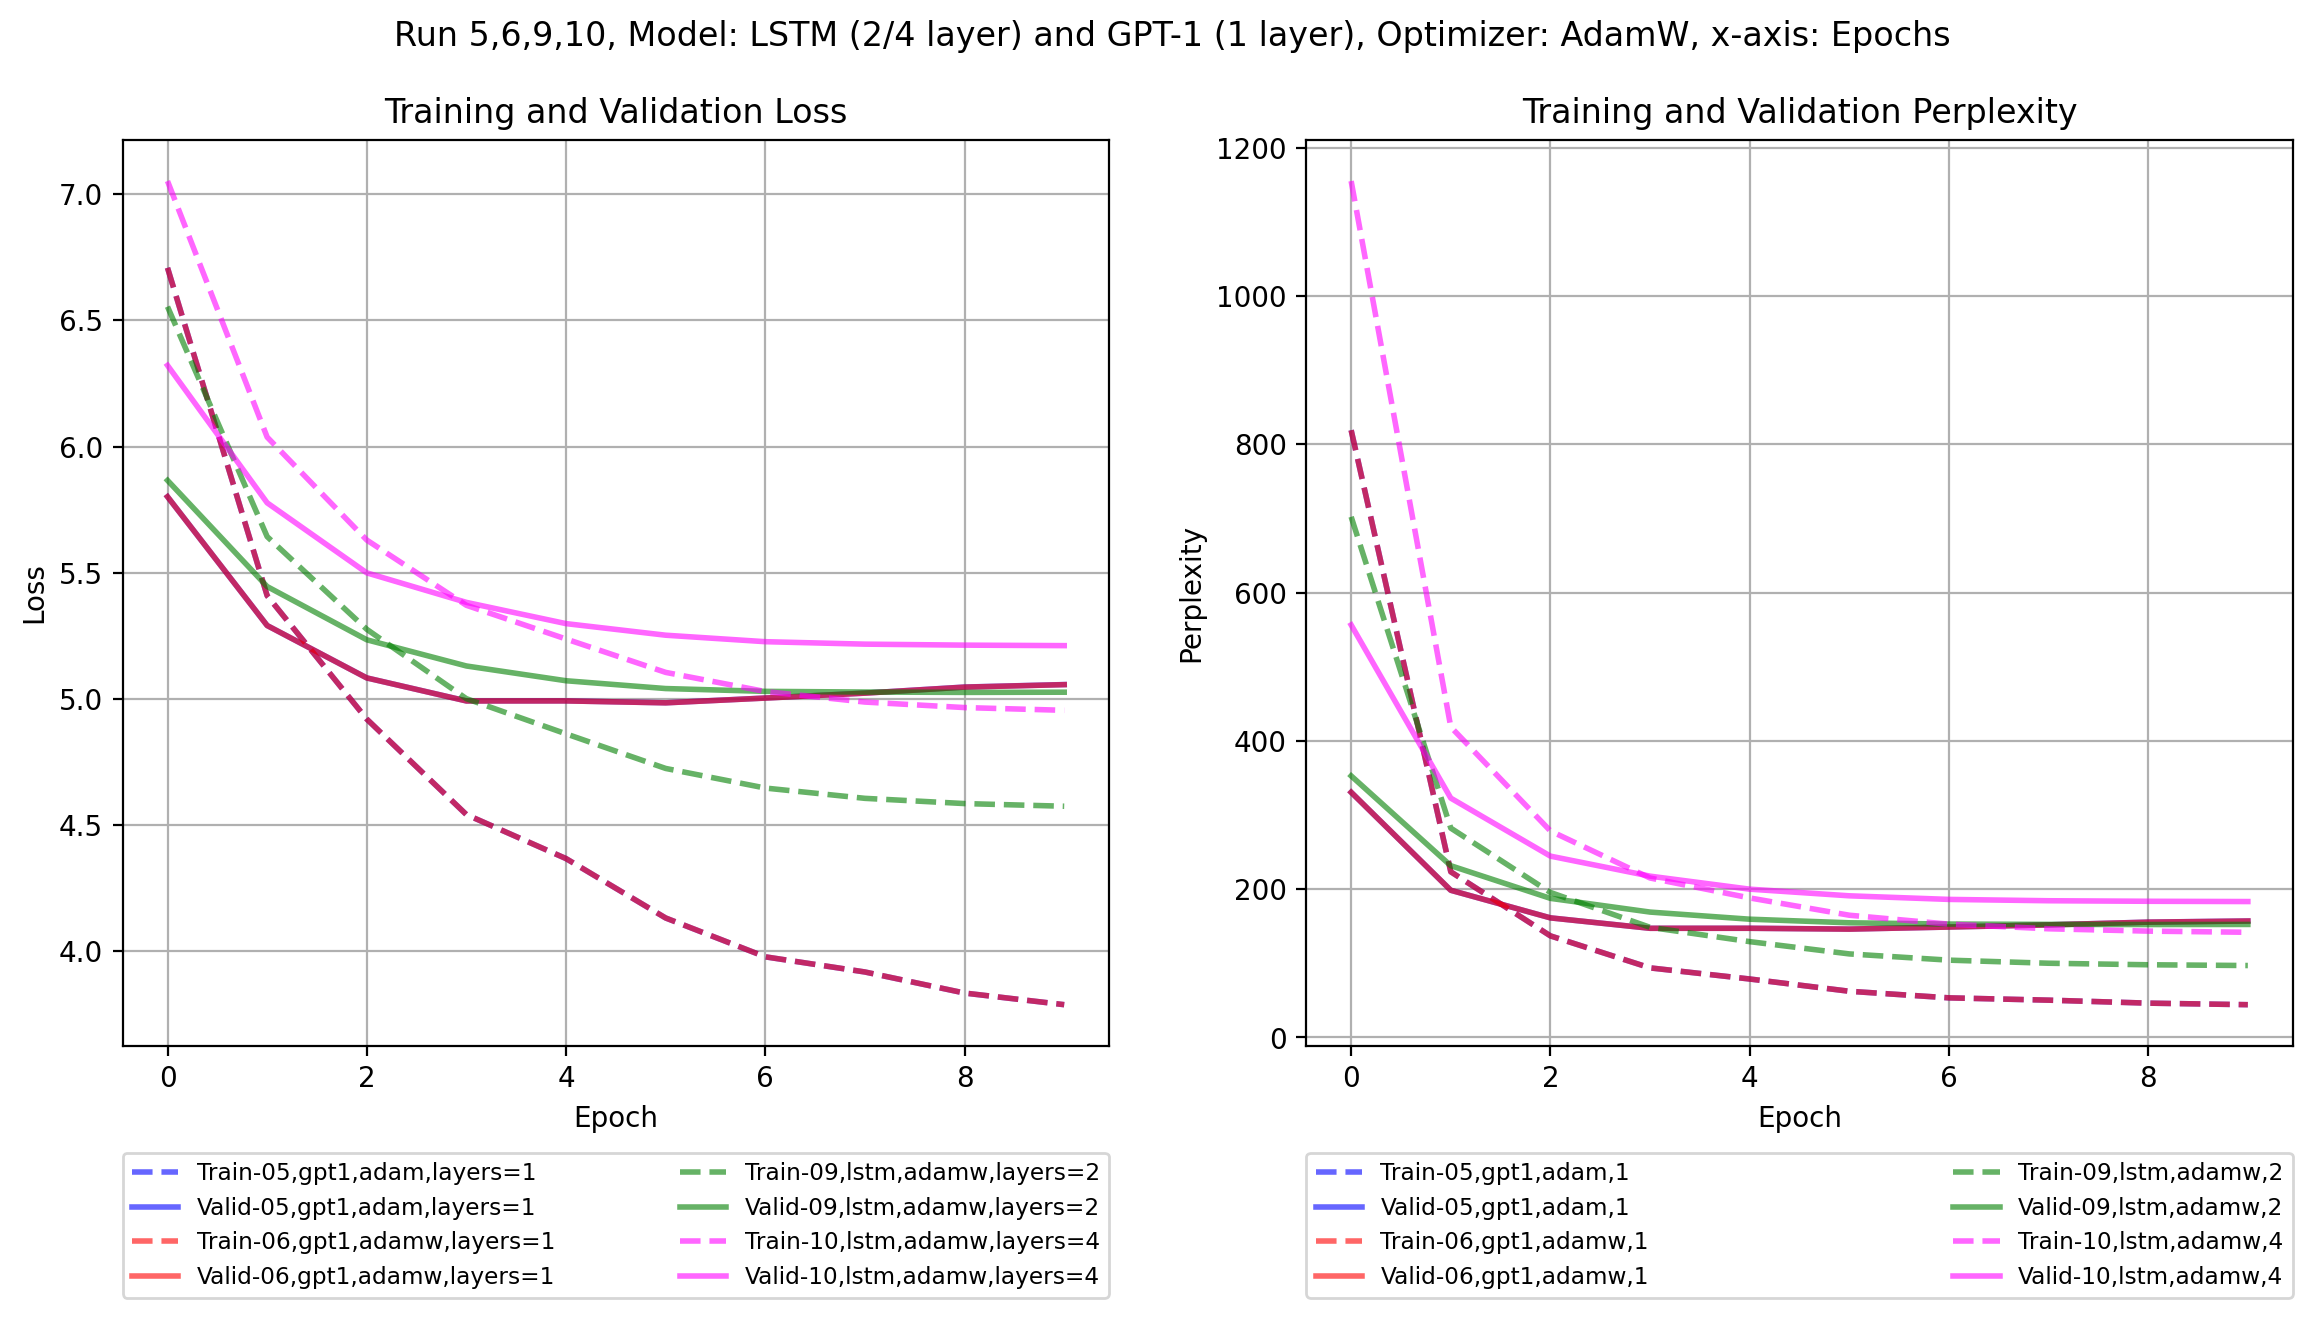 Run 5,6,9,10, Model: LSTM (2/4 layer) and GPT-1 (1 layer), Optimizer: AdamW, x-axis: Epochs
Training and Validation Loss
7.0
6.5
6.0
5.5
5.0
4.5
4.0
Loss
0 2 4 6 8
Epoch
Train-05,gpt1,adam,layers=1
Valid-05,gpt1,adam,layers=1
Train-06,gpt1,adamw,layers=1
Valid-06,gpt1,adamw,layers=1
Train-09,lstm,adamw,layers=2
Valid-09,lstm,adamw,layers=2
Train-10,lstm,adamw,layers=4
Valid-10,lstm,adamw,layers=4
Training and Validation Perplexity
1200
1000
800
600
400
200
0
Perplexity
0 2 4 6 8
Epoch
Train-05,gpt1,adam,1
Valid-05,gpt1,adam,1
Train-06,gpt1,adamw,1
Valid-06,gpt1,adamw,1
Train-09,lstm,adamw,2
Valid-09,lstm,adamw,2
Train-10,lstm,adamw,4
Valid-10,lstm,adamw,4